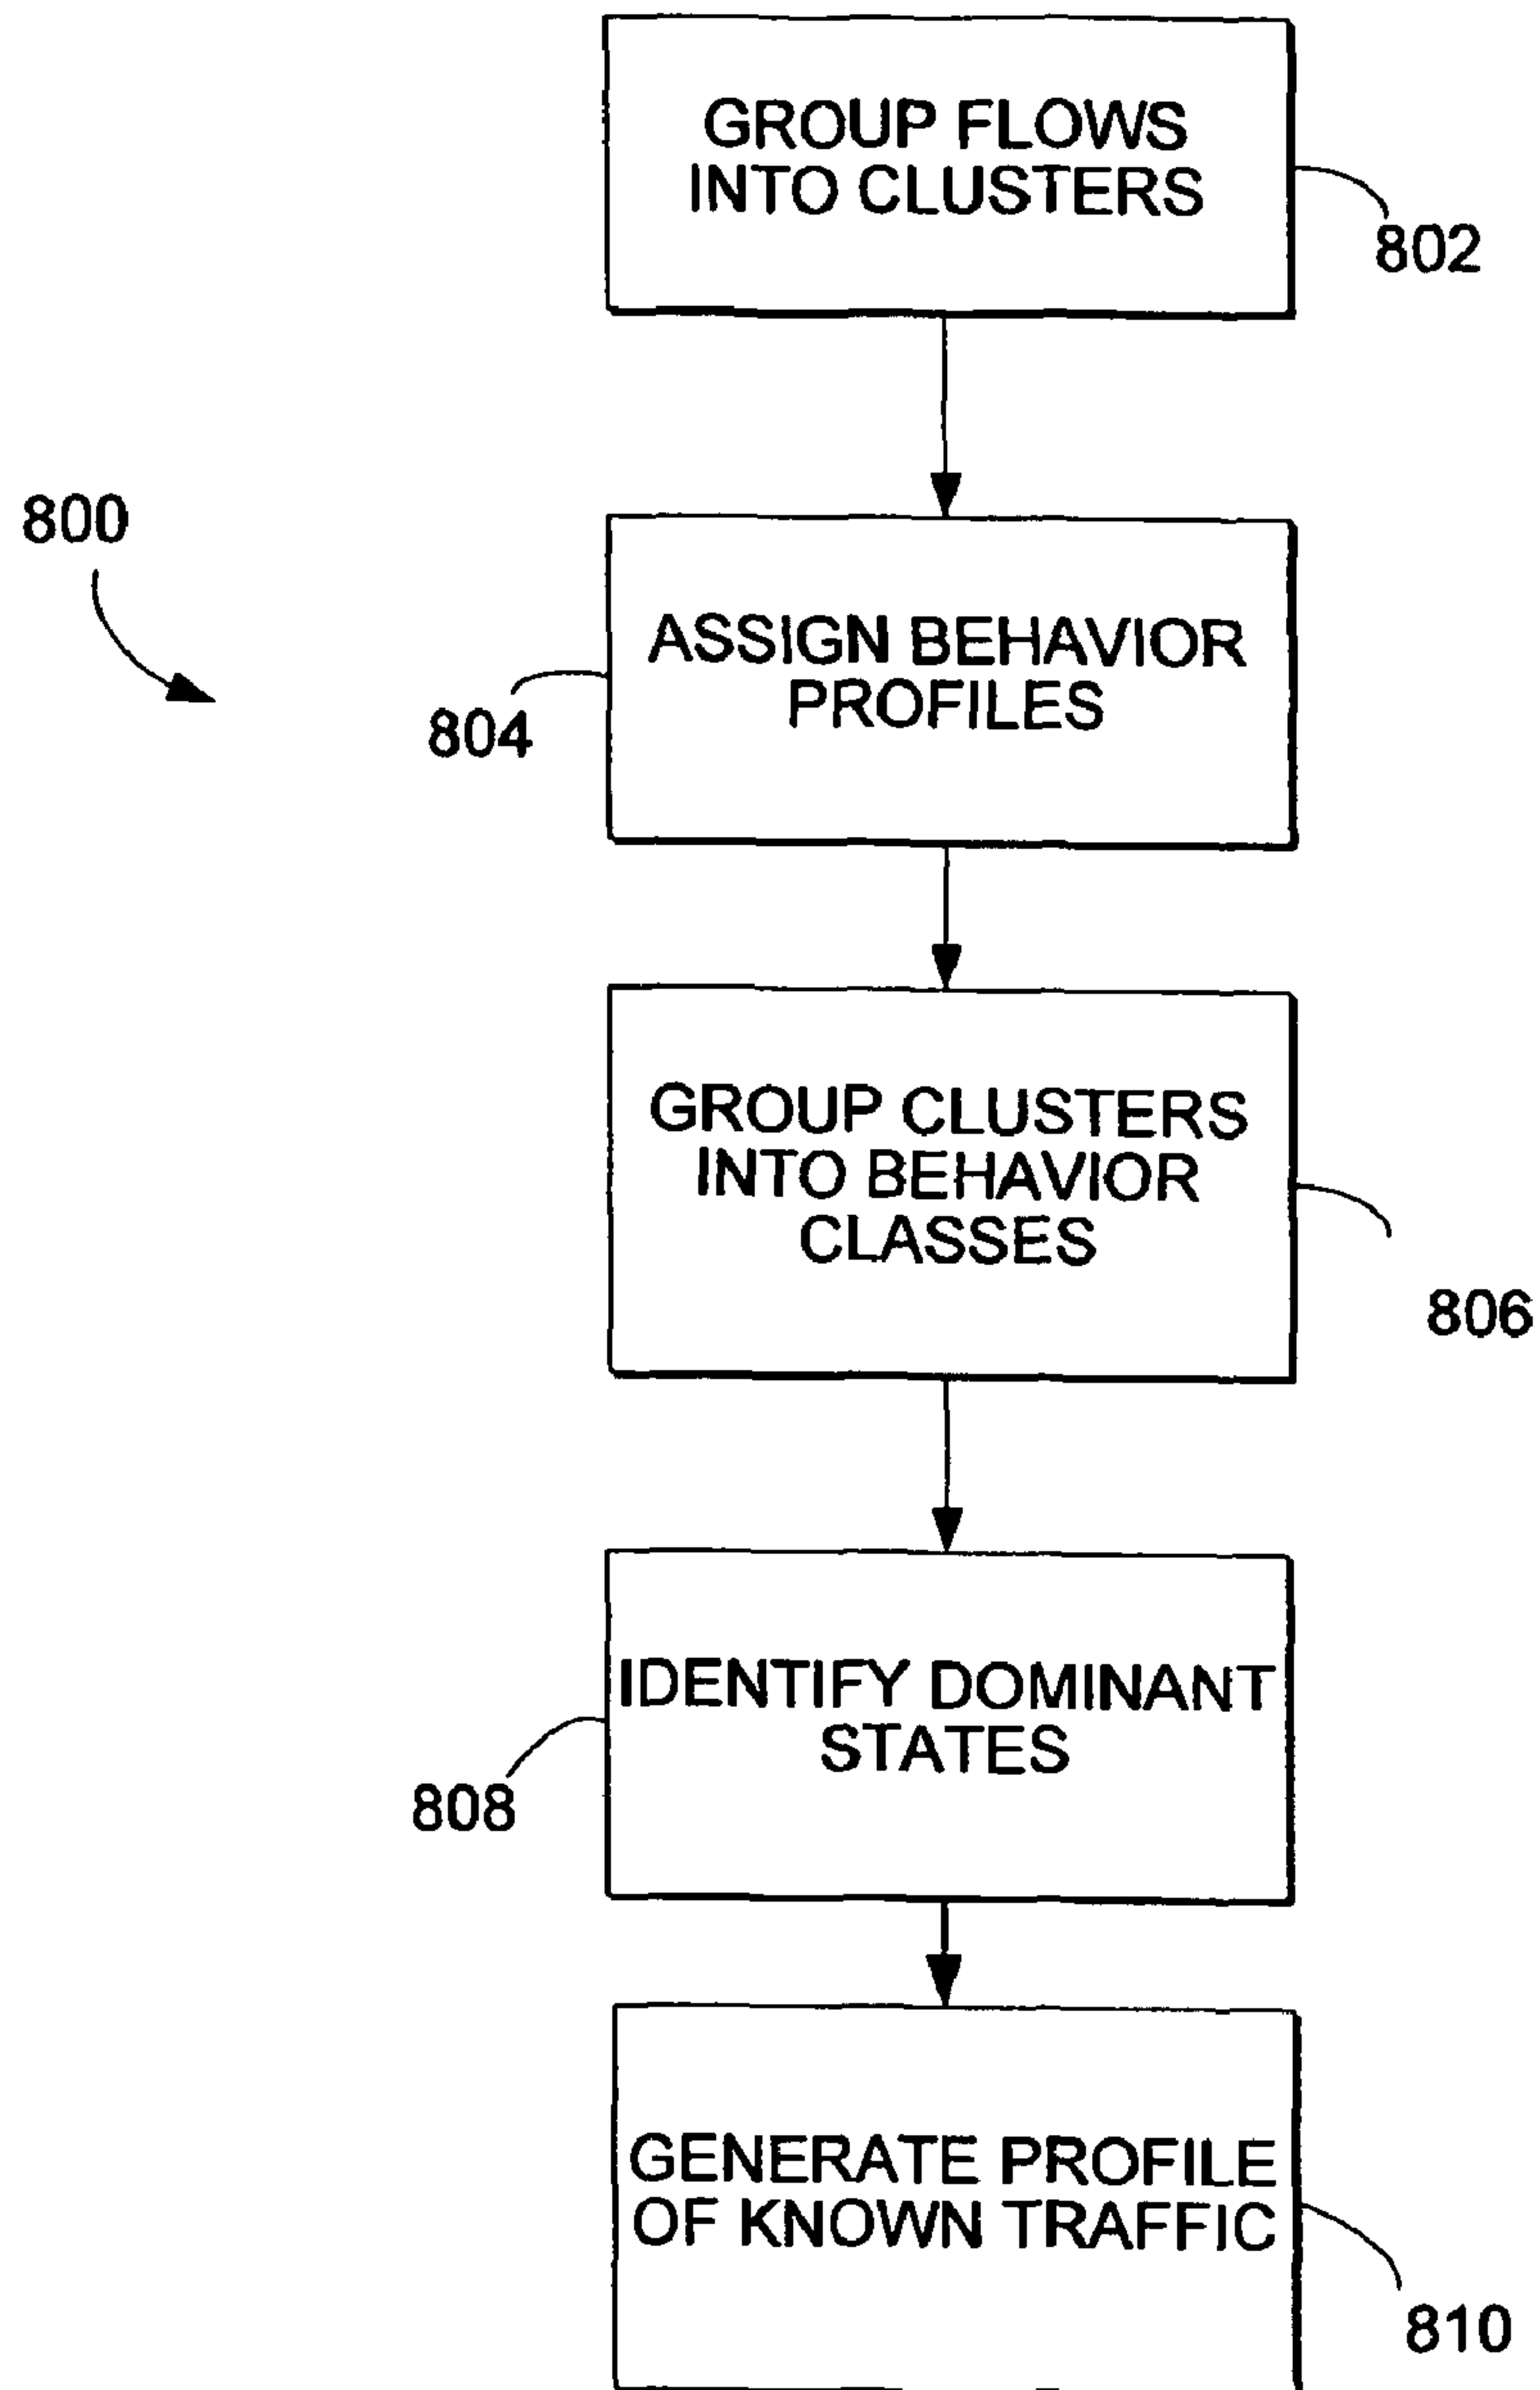 GROUP FLOWS
INTO CLUSTERS
802
800
ASSIGN BEHAVIOR
PROFILES
804
GROUP CLUSTERS
INTO BEHAVIOR
CLASSES
806
IDENTIFY DOMINANT
STATES
808
GENERATE PROFILE
OF KNOWN TRAFFIC
810